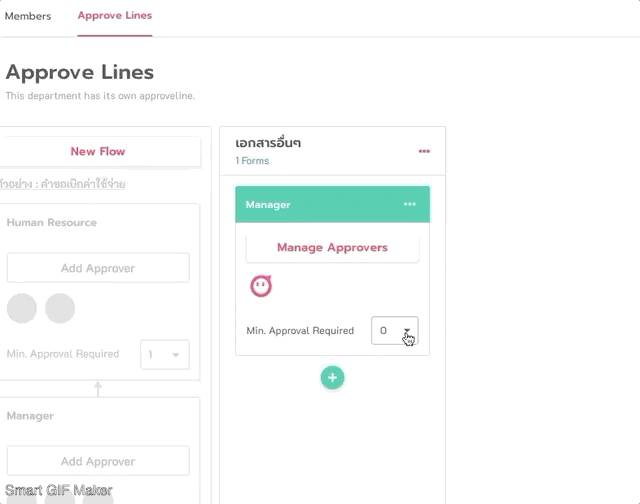 Members
Approve Lines
Approve Lines
This department has its own approveline.
New Flow
ตัวอย่าง : คำขอเบิกค่าใช้จ่าย
Human Resource
Add Approver
Min. Approval Required
1
Manager
Add Approver
เอกสารอื่นๆ
1 Forms
Manager
Manage Approvers
Min. Approval Required
0
Smart GIF Maker